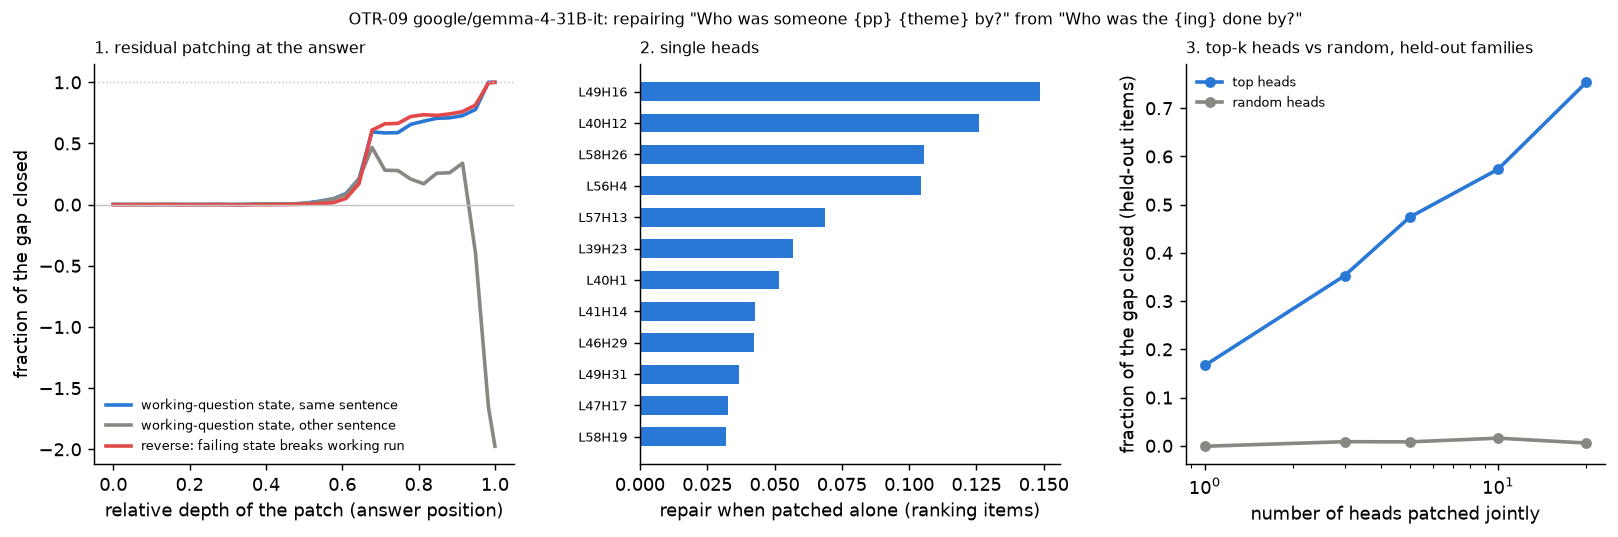 OTR-09 google/gemma-4-31B-it: repairing "Who was someone {pp} {theme} by?" from "Who was the {ing} done by?"
1. residual patching at the answer
fraction of the gap closed
1.0
0.5
0.0
−0.5
−1.0
−1.5
−2.0
working-question state, same sentence
working-question state, other sentence
reverse: failing state breaks working run
0.0 0.2 0.4 0.6 0.8 1.0
relative depth of the patch (answer position)
2. single heads
L49H16
L40H12
L58H26
L56H4
L57H13
L39H23
L40H1
L41H14
L46H29
L49H31
L47H17
L58H19
0.000 0.025 0.050 0.075 0.100 0.125 0.150
repair when patched alone (ranking items)
3. top-k heads vs random, held-out families
fraction of the gap closed (held-out items)
top heads
random heads
0.7
0.6
0.5
0.4
0.3
0.2
0.1
0.0
10⁰ 10¹
number of heads patched jointly